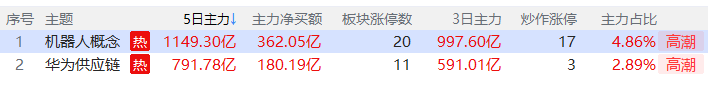 序号 主题 5日主力↓ 主力净买额 板块涨停数 3日主力 炒作涨停 主力占比
1 机器人概念 热 1149.30亿 362.05亿 20 997.60亿 17 4.86% 高潮
2 华为供应链 热 791.78亿 180.19亿 11 591.01亿 3 2.89% 高潮